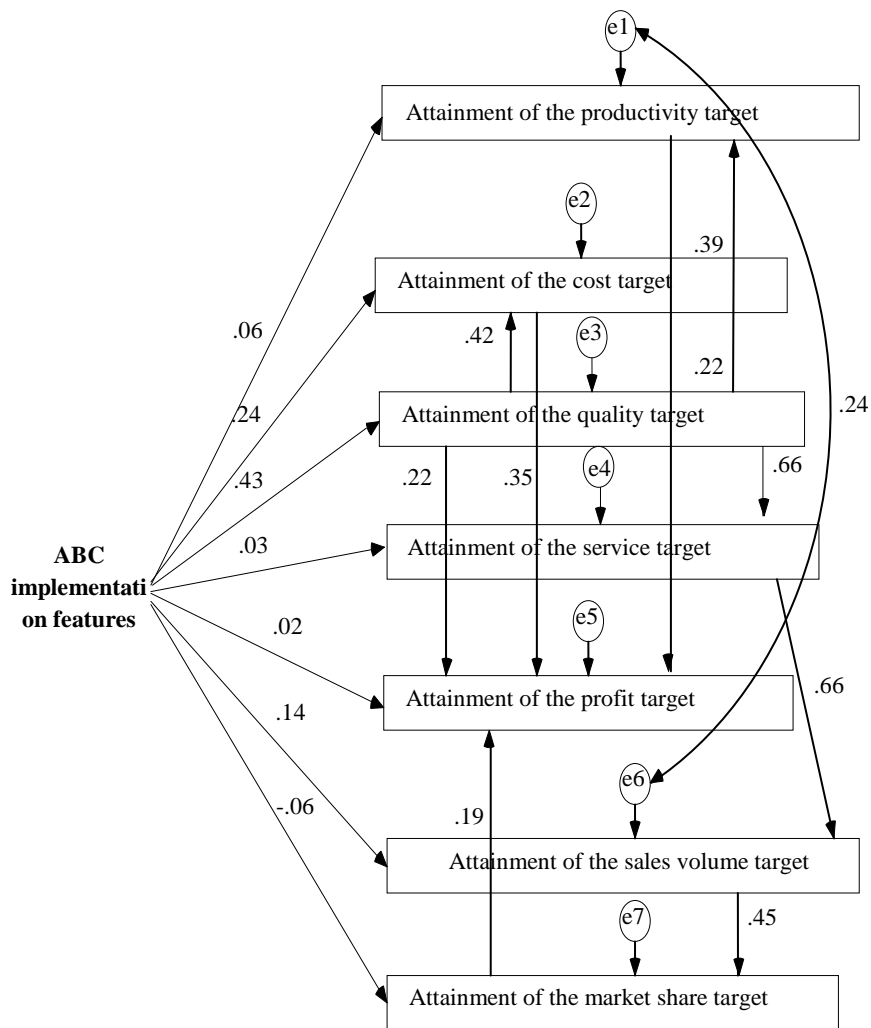 e1
Attainment of the productivity target
e2
.39
Attainment of the cost target
.06
.42
e3
.22
.24
.24
Attainment of the quality target
.43
.22
.35
e4
.66
.03
Attainment of the service target
ABC
implementati
on features
.02
e5
.66
Attainment of the profit target
.14
e6
-.06
.19
Attainment of the sales volume target
e7
.45
Attainment of the market share target